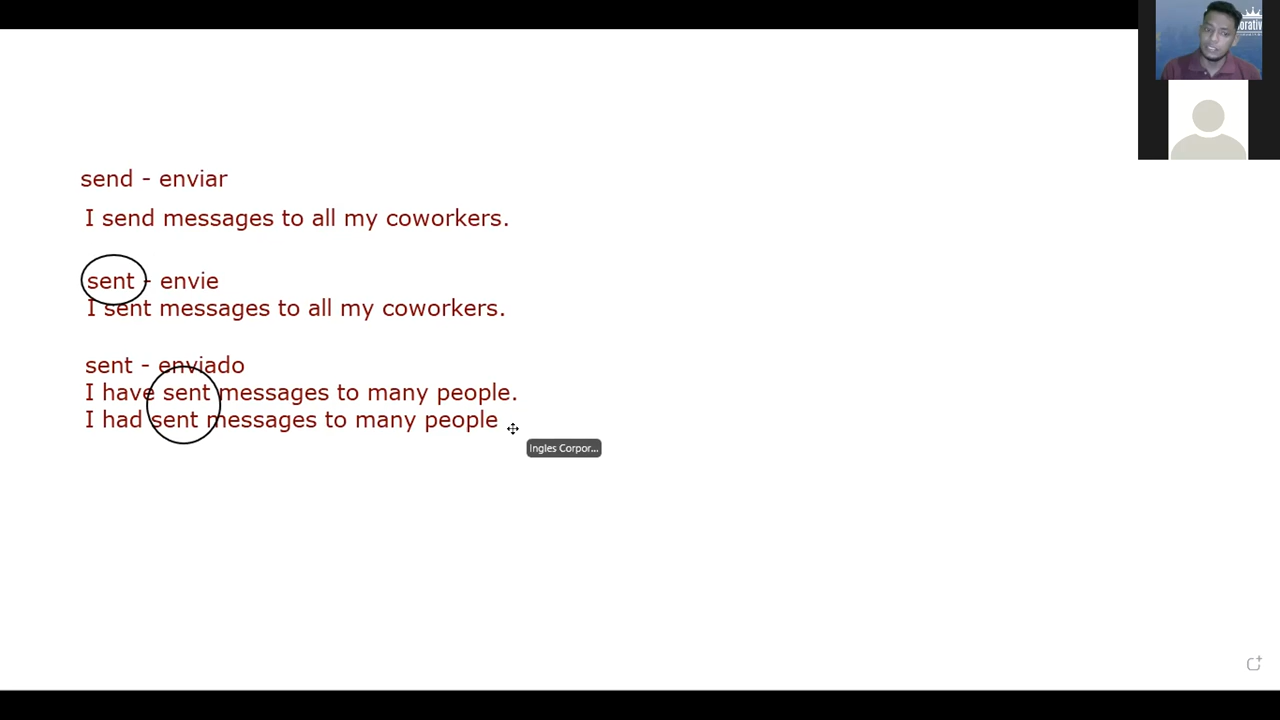 orativ
send - enviar
I send messages to all my coworkers.
sent - envie
I sent messages to all my coworkers.
sent - enviado
I have sent messages to many people.
I had sent messages to many people
Ingles Corpor...